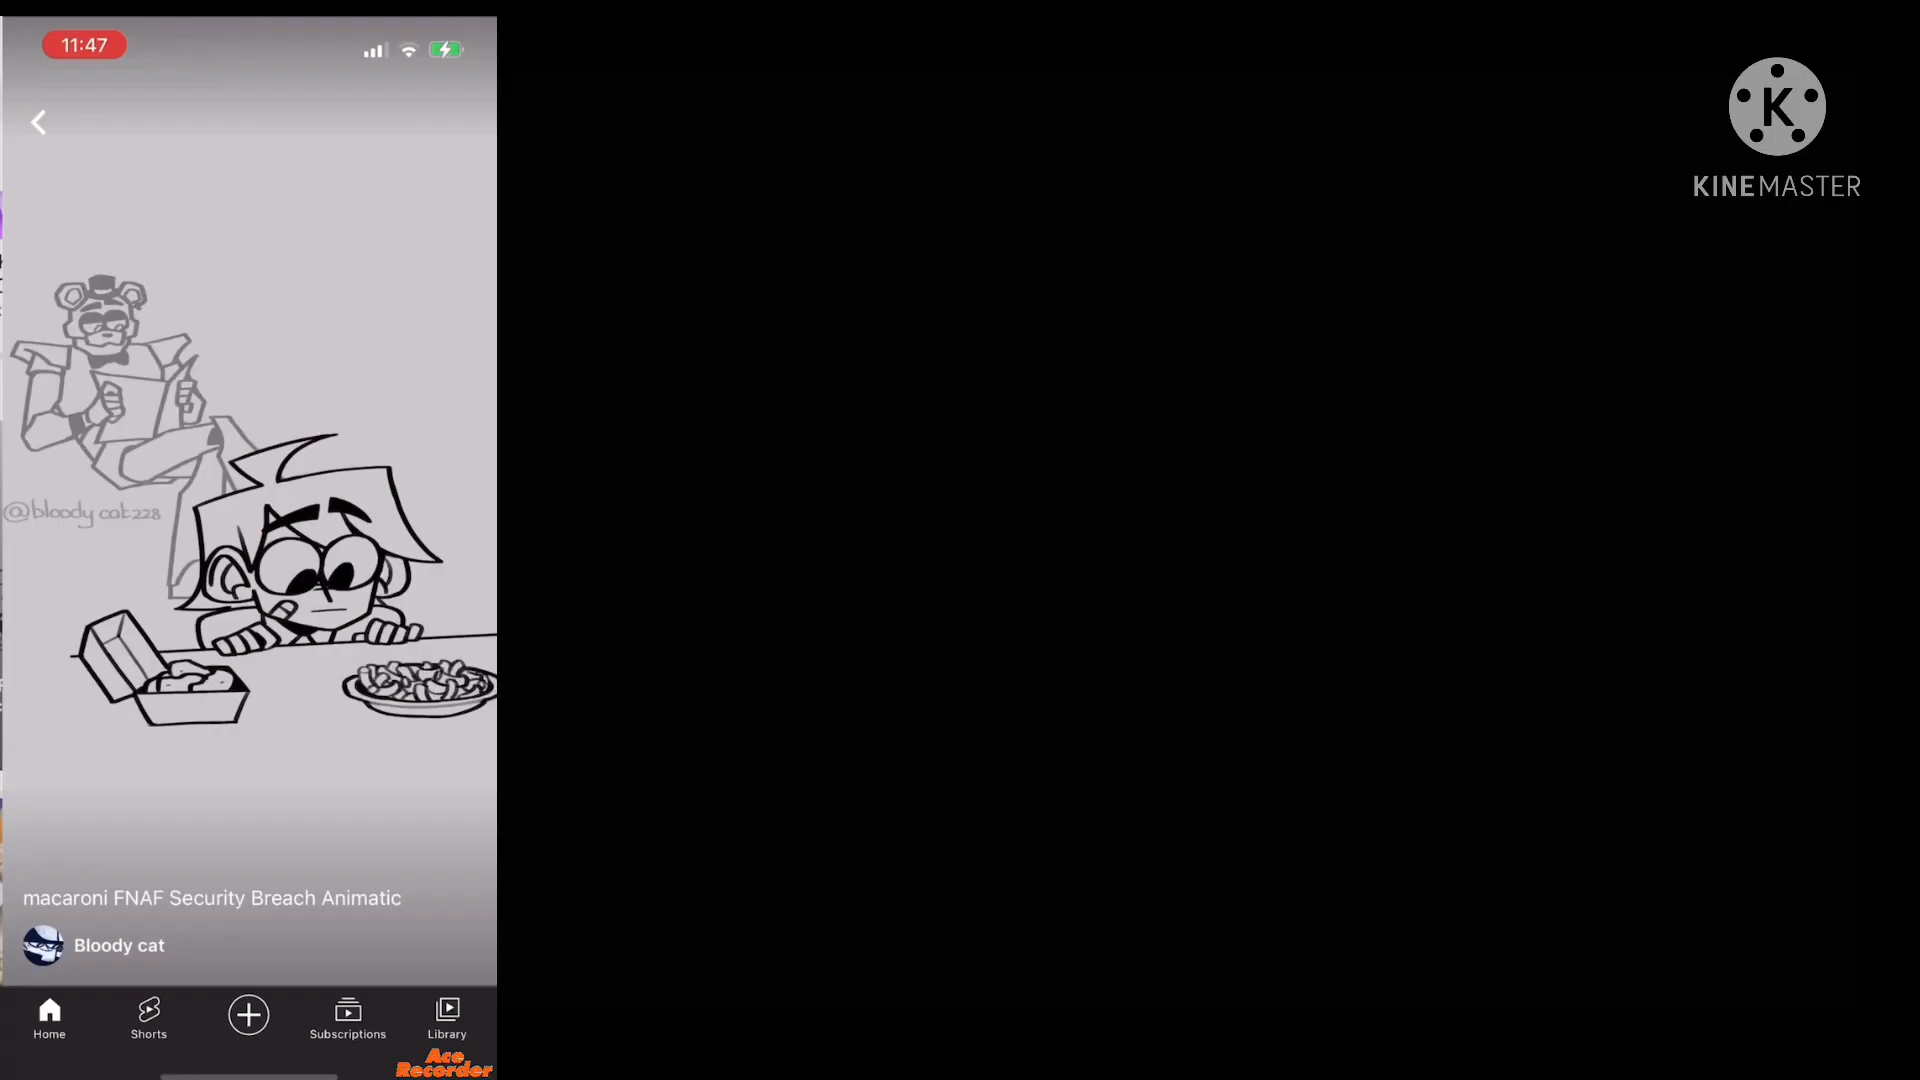 11:47
K
KINEMASTER
@bloody cat228
macaroni FNAF Security Breach Animatic
Bloody cat
Home
Shorts
Subscriptions
Library
Ace
Recorder